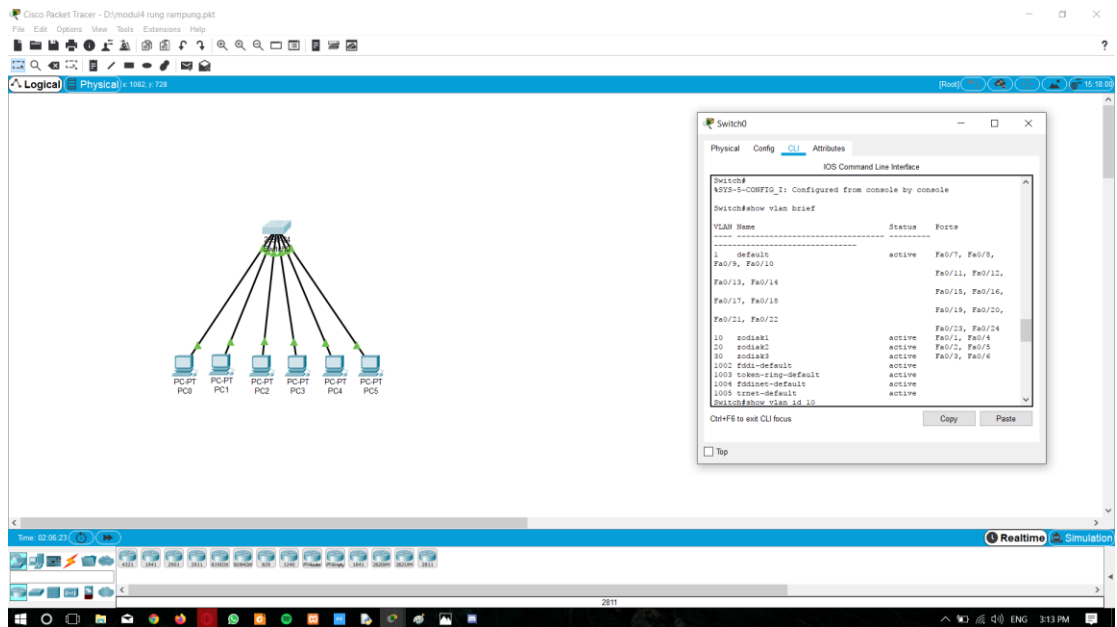 Cisco Packet Tracer - D:\modul4 rung rampung.pkt
File Edit Options View Tools Extensions Help
?
Logical Physical x: 1082, y: 728 [Root] 15:18:00
Switch0
Physical Config CLI Attributes
IOS Command Line Interface
Switch#
%SYS-5-CONFIG_I: Configured from console by console
Switch#show vlan brief
VLAN Name Status Ports
---- -------------------------------- --------- -------------------------------
1 default active Fa0/7, Fa0/8,
Fa0/9, Fa0/10
Fa0/11, Fa0/12,
Fa0/13, Fa0/14
Fa0/15, Fa0/16,
Fa0/17, Fa0/18
Fa0/19, Fa0/20,
Fa0/21, Fa0/22
Fa0/23, Fa0/24
10 zodiak1 active Fa0/1, Fa0/4
20 zodiak2 active Fa0/2, Fa0/5
30 zodiak3 active Fa0/3, Fa0/6
1002 fddi-default active
1003 token-ring-default active
1004 fddinet-default active
1005 trnet-default active
Switch#show vlan id 10
Ctrl+F6 to exit CLI focus Copy Paste
Top
PC-PT PC-PT PC-PT PC-PT PC-PT PC-PT
PC0 PC1 PC2 PC3 PC4 PC5
Time: 02:06:23 Realtime Simulation
4321 1941 2901 2911 819HGW 829 1240 PT-Router PT-Empty 1841 2620XM 2621XM 2811
2811
ENG 3:13 PM